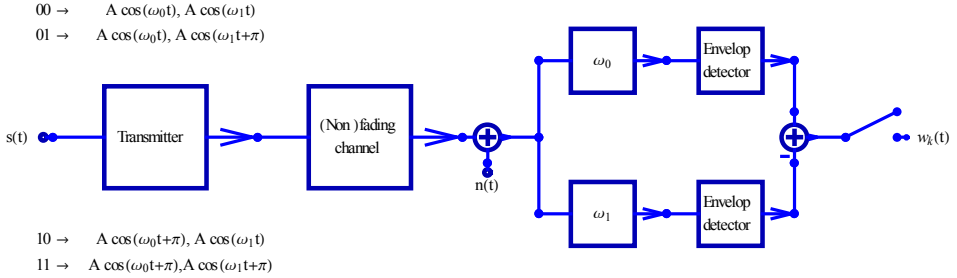 00 → A cos(ω₀t), A cos(ω₁t)
01 → A cos(ω₀t), A cos(ω₁t+π)
ω₀
Envelop
detector
s(t)
Transmitter
(Non )fading
channel
+
n(t)
+
−
wₖ(t)
ω₁
Envelop
detector
10 → A cos(ω₀t+π), A cos(ω₁t)
11 → A cos(ω₀t+π),A cos(ω₁t+π)